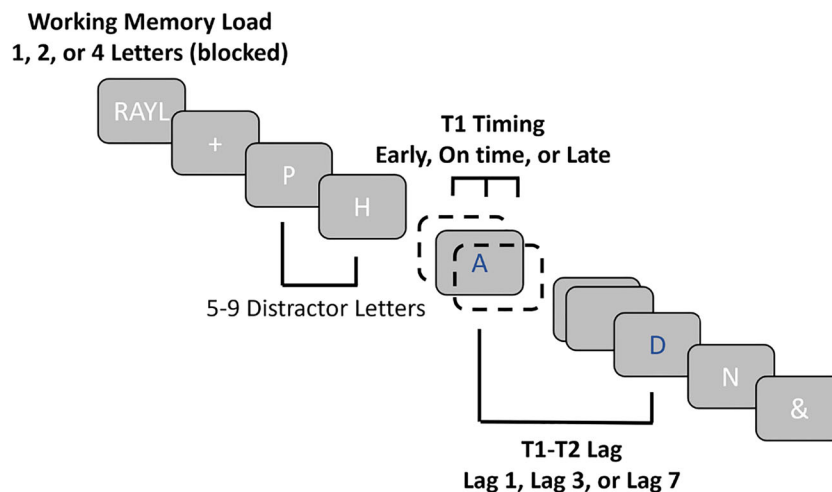 Working Memory Load
1, 2, or 4 Letters (blocked)
RAYL
+
P
H
T1 Timing
Early, On time, or Late
A
5-9 Distractor Letters
D
N
&
T1-T2 Lag
Lag 1, Lag 3, or Lag 7